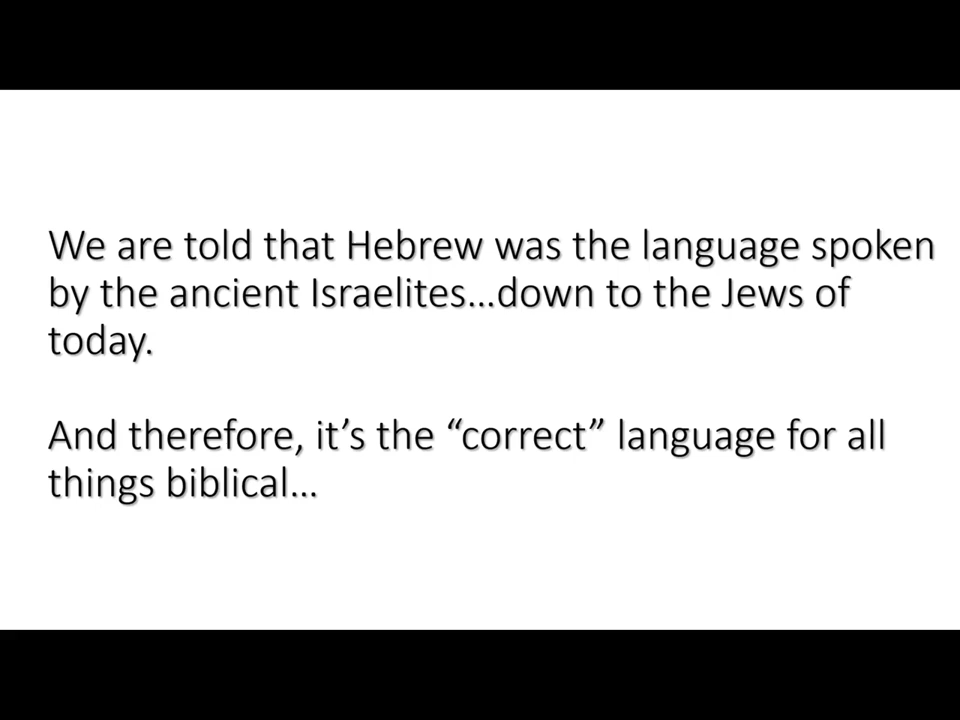 We are told that Hebrew was the language spoken
by the ancient Israelites...down to the Jews of
today.
And therefore, it’s the “correct” language for all
things biblical...